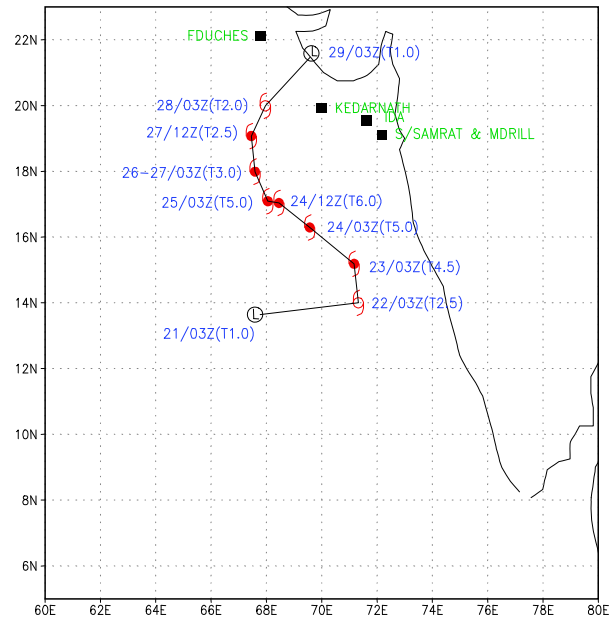 22N
FDUCHES
L
29/03Z(T1.0)
20N
28/03Z(T2.0)
KEDARNATH
IDA
27/12Z(T2.5)
S/SAMRAT & MDRILL
18N
26-27/03Z(T3.0)
25/03Z(T5.0)
24/12Z(T6.0)
24/03Z(T5.0)
16N
23/03Z(T4.5)
14N
22/03Z(T2.5)
L
21/03Z(T1.0)
12N
10N
8N
6N
60E 62E 64E 66E 68E 70E 72E 74E 76E 78E 80E